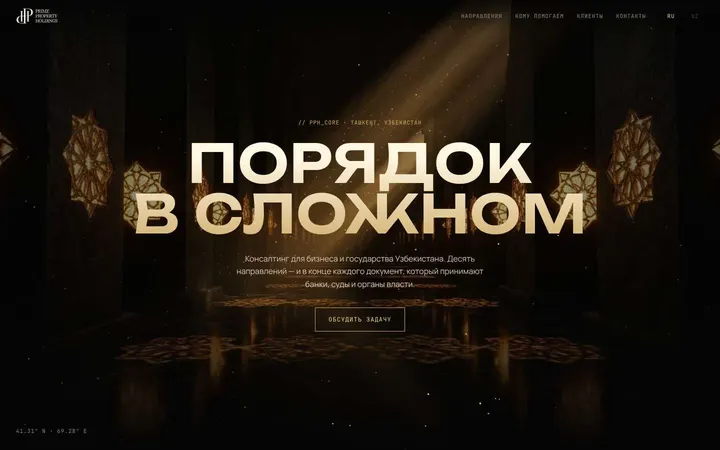 PRIME
PROPERTY
HOLDINGS
НАПРАВЛЕНИЯ КОМУ ПОМОГАЕМ КЛИЕНТЫ КОНТАКТЫ RU UZ
// PPH_CORE · ТАШКЕНТ, УЗБЕКИСТАН
ПОРЯДОК
В СЛОЖНОМ
Консалтинг для бизнеса и государства Узбекистана. Десять
направлений — и в конце каждого документ, который принимают
банки, суды и органы власти.
ОБСУДИТЬ ЗАДАЧУ
41.31° N · 69.28° E